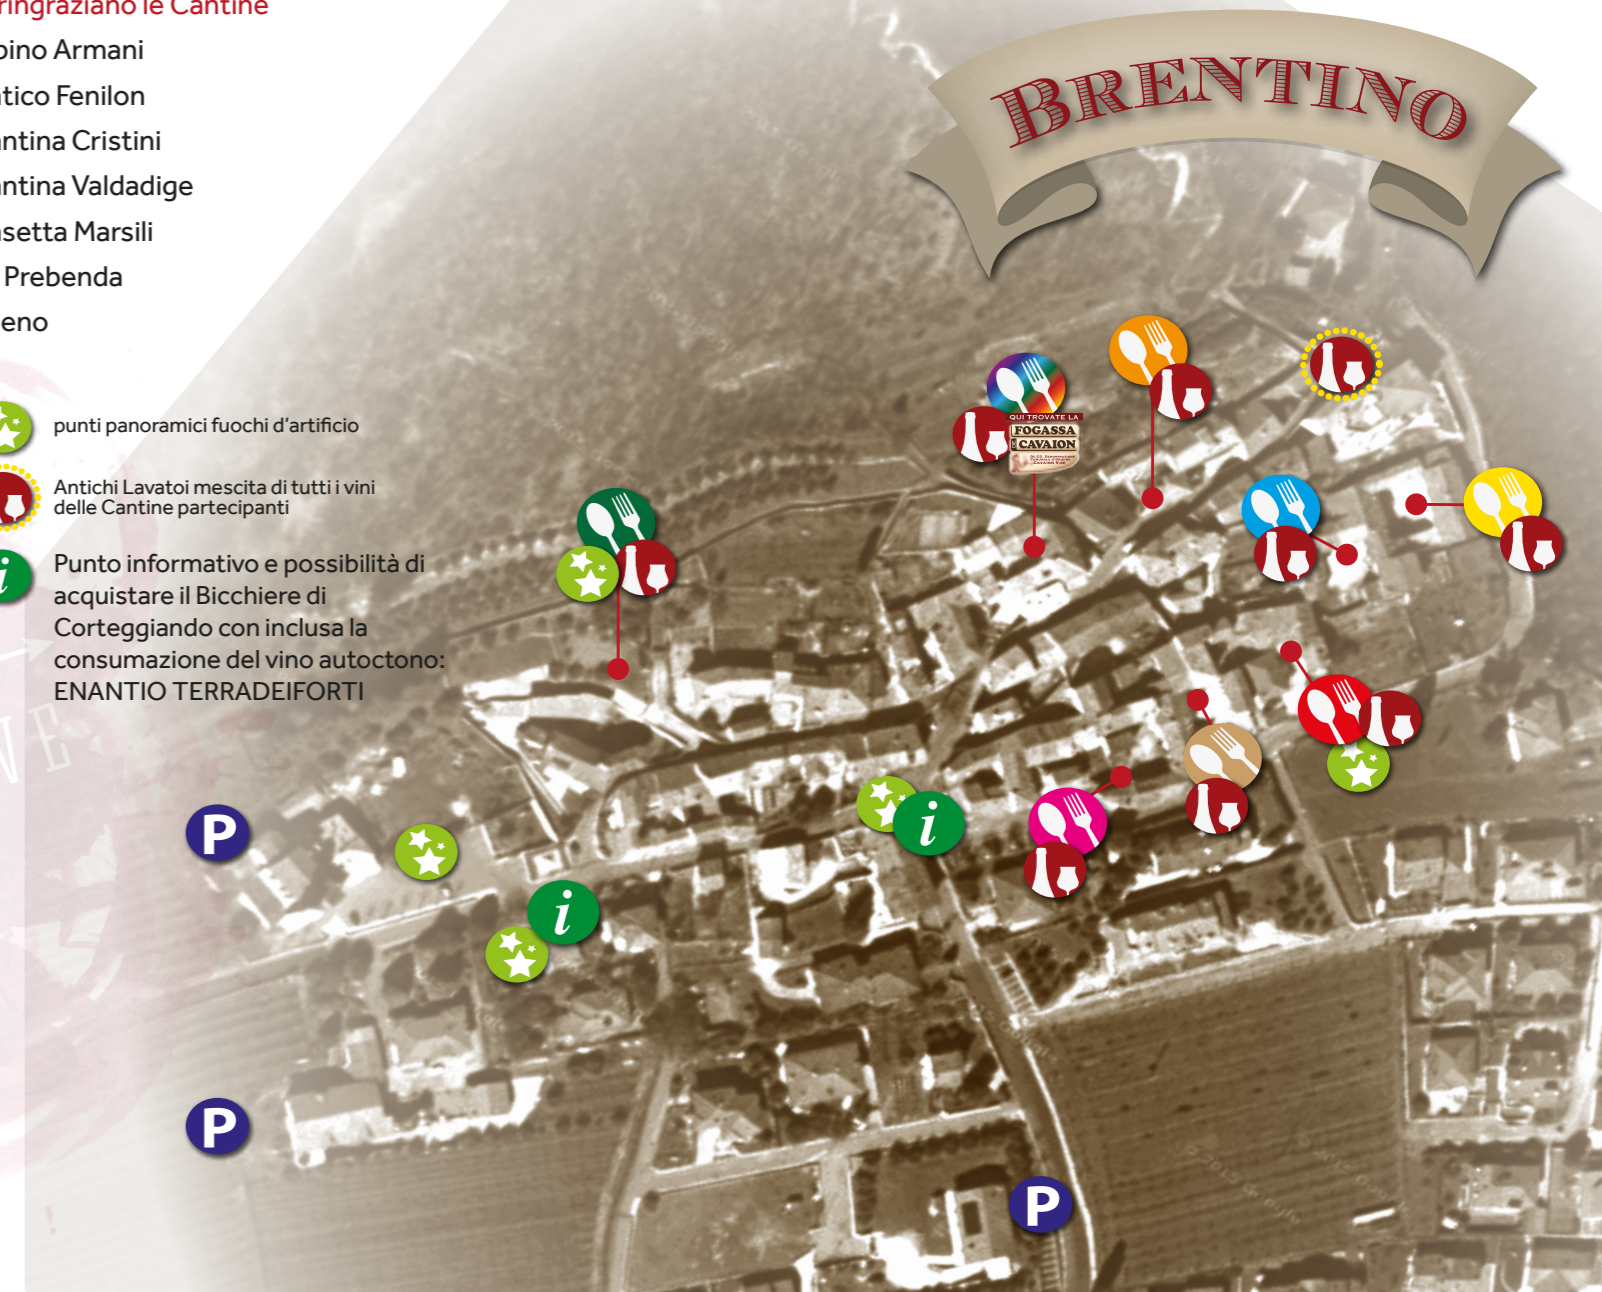 ringraziano le Cantine
bino Armani
tico Fenilon
ntina Cristini
ntina Valdadige
setta Marsili
Prebenda
eno
BRENTINO
punti panoramici fuochi d'artificio
Antichi Lavatoi mescita di tutti i vini
delle Cantine partecipanti
i
Punto informativo e possibilità di
acquistare il Bicchiere di
Corteggiando con inclusa la
consumazione del vino autoctono:
ENANTIO TERRADEIFORTI
QUI TROVATE LA
FOGASSA
CAVAION
P
i
i
P
P